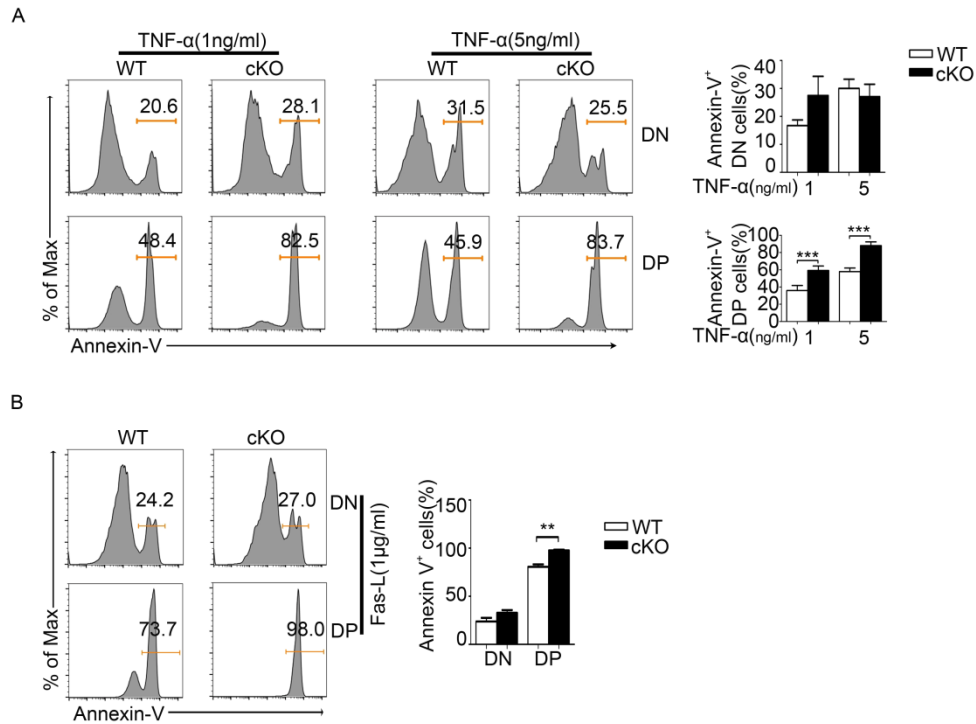 A
TNF-α(1ng/ml)
TNF-α(5ng/ml)
WT
cKO
WT
cKO
20.6
28.1
31.5
25.5
DN
48.4
82.5
45.9
83.7
DP
% of Max
Annexin-V
WT
cKO
Annexin-V⁺
DN cells(%)
40
30
20
10
0
TNF-α(ng/ml) 1 5
Annexin-V⁺
DP cells(%)
100
80
60
40
20
0
*** ***
TNF-α(ng/ml) 1 5
B
WT
cKO
24.2
27.0
DN
73.7
98.0
DP
Fas-L(1μg/ml)
% of Max
Annexin-V
Annexin V⁺ cells(%)
150
100
50
0
**
DN DP
WT
cKO